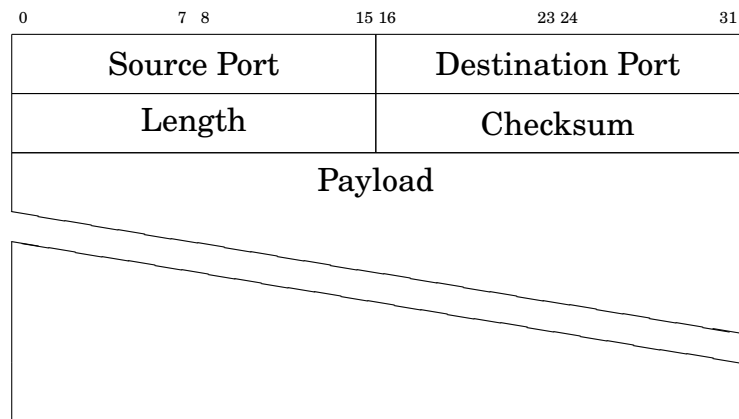 0 7 8 15 16 23 24 31
Source Port Destination Port
Length Checksum
Payload